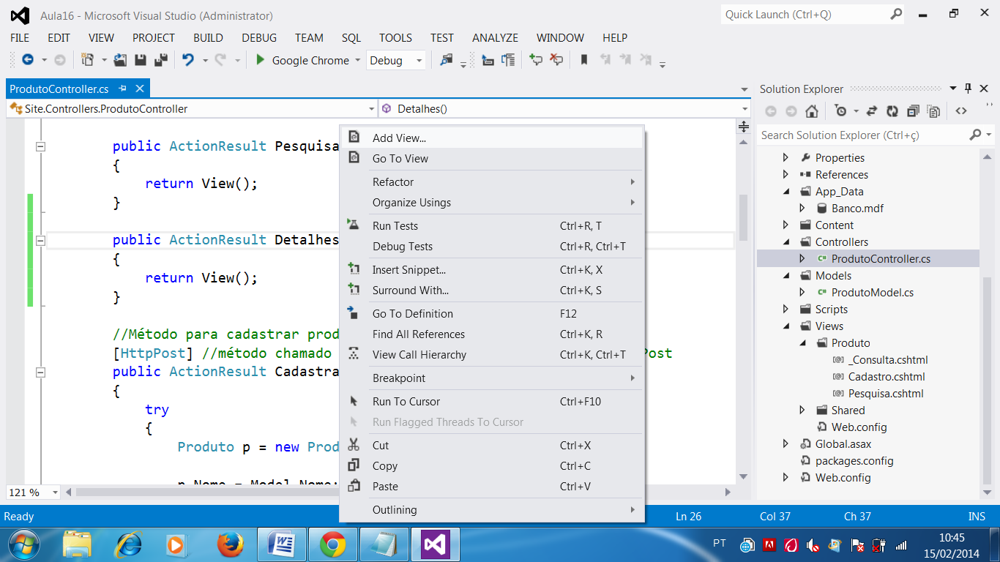 Aula16 - Microsoft Visual Studio (Administrator)
Quick Launch (Ctrl+Q)
FILE EDIT VIEW PROJECT BUILD DEBUG TEAM SQL TOOLS TEST ANALYZE WINDOW HELP
Google Chrome Debug
ProdutoController.cs
Site.Controllers.ProdutoController Detalhes()
public ActionResult Pesquisa
{
return View();
}
public ActionResult Detalhes
{
return View();
}
//Método para cadastrar prod
[HttpPost] //método chamado Post
public ActionResult Cadastra
{
try
{
Produto p = new Prod
p.Nome = Model.Nome;
121 %
Add View...
Go To View
Refactor
Organize Usings
Run Tests Ctrl+R, T
Debug Tests Ctrl+R, Ctrl+T
Insert Snippet... Ctrl+K, X
Surround With... Ctrl+K, S
Go To Definition F12
Find All References Ctrl+K, R
View Call Hierarchy Ctrl+K, Ctrl+T
Breakpoint
Run To Cursor Ctrl+F10
Run Flagged Threads To Cursor
Cut Ctrl+X
Copy Ctrl+C
Paste Ctrl+V
Outlining
Solution Explorer
Search Solution Explorer (Ctrl+ç)
Properties
References
App_Data
Banco.mdf
Content
Controllers
ProdutoController.cs
Models
ProdutoModel.cs
Scripts
Views
Produto
_Consulta.cshtml
Cadastro.cshtml
Pesquisa.cshtml
Shared
Web.config
Global.asax
packages.config
Web.config
Ready Ln 26 Col 37 Ch 37 INS
PT 10:45
15/02/2014